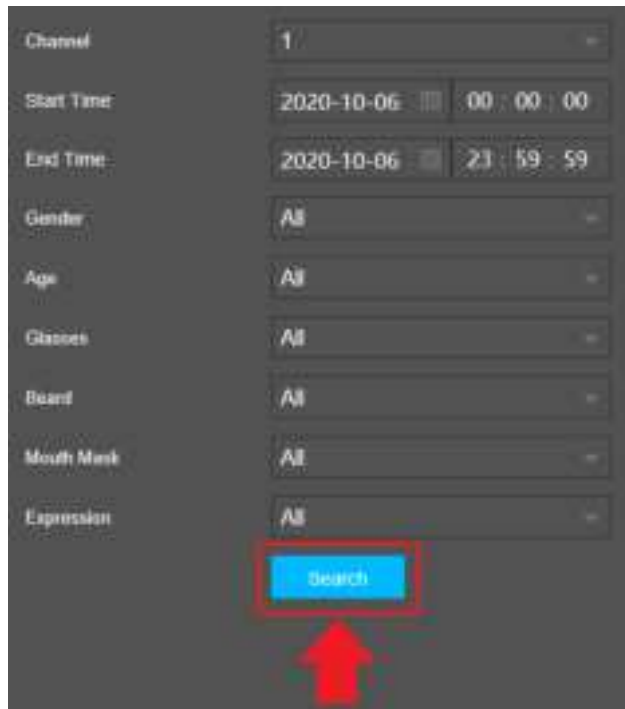 Channel 1
Start Time 2020-10-06 00 : 00 : 00
End Time 2020-10-06 23 : 59 : 59
Gender All
Age All
Glasses All
Beard All
Mouth Mask All
Expression All
Search